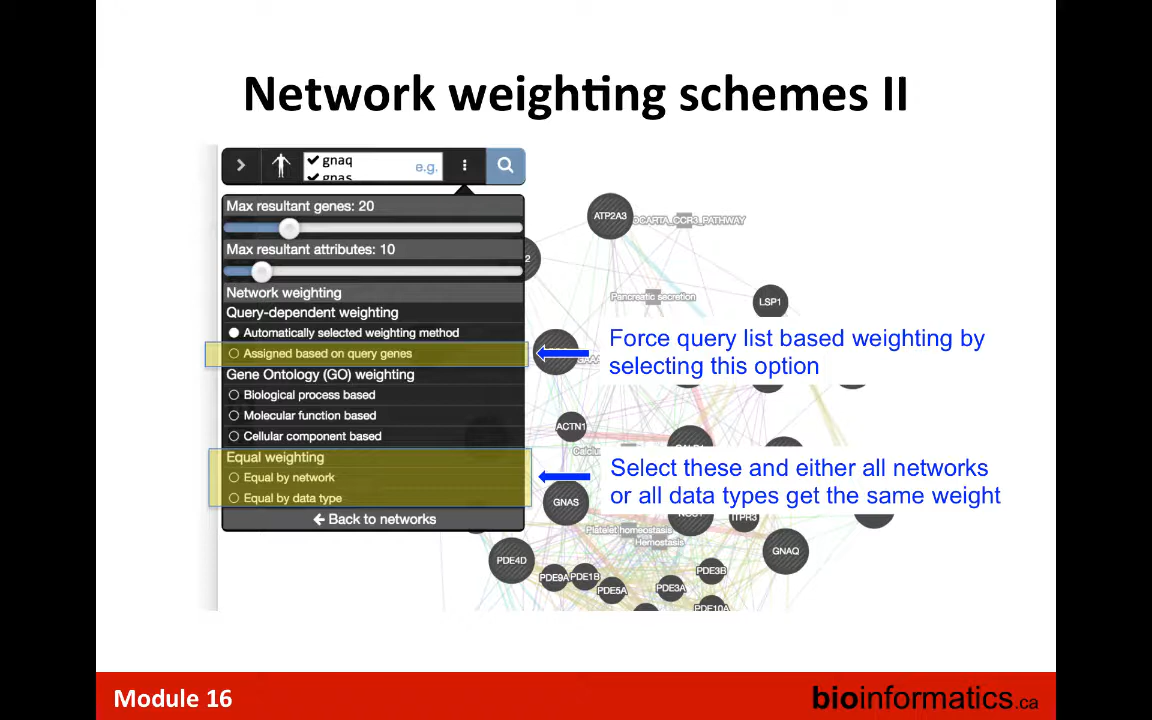 Network weighting schemes II
gnaq
e.g.
gnas
Max resultant genes: 20
Max resultant attributes: 10
Network weighting
Query-dependent weighting
Automatically selected weighting method
Assigned based on query genes
Gene Ontology (GO) weighting
Biological process based
Molecular function based
Cellular component based
Equal weighting
Equal by network
Equal by data type
Back to networks
Force query list based weighting by
selecting this option
Select these and either all networks
or all data types get the same weight
ATP2A3
Pancreatic secretion
LSP1
ACTN1
GNAS
ITPR3
Platelet homeostasis
Hemostasis
GNAQ
PDE4D
PDE9A
PDE1B
PDE5A
PDE3A
PDE3B
PDE10A
Module 16
bioinformatics.ca